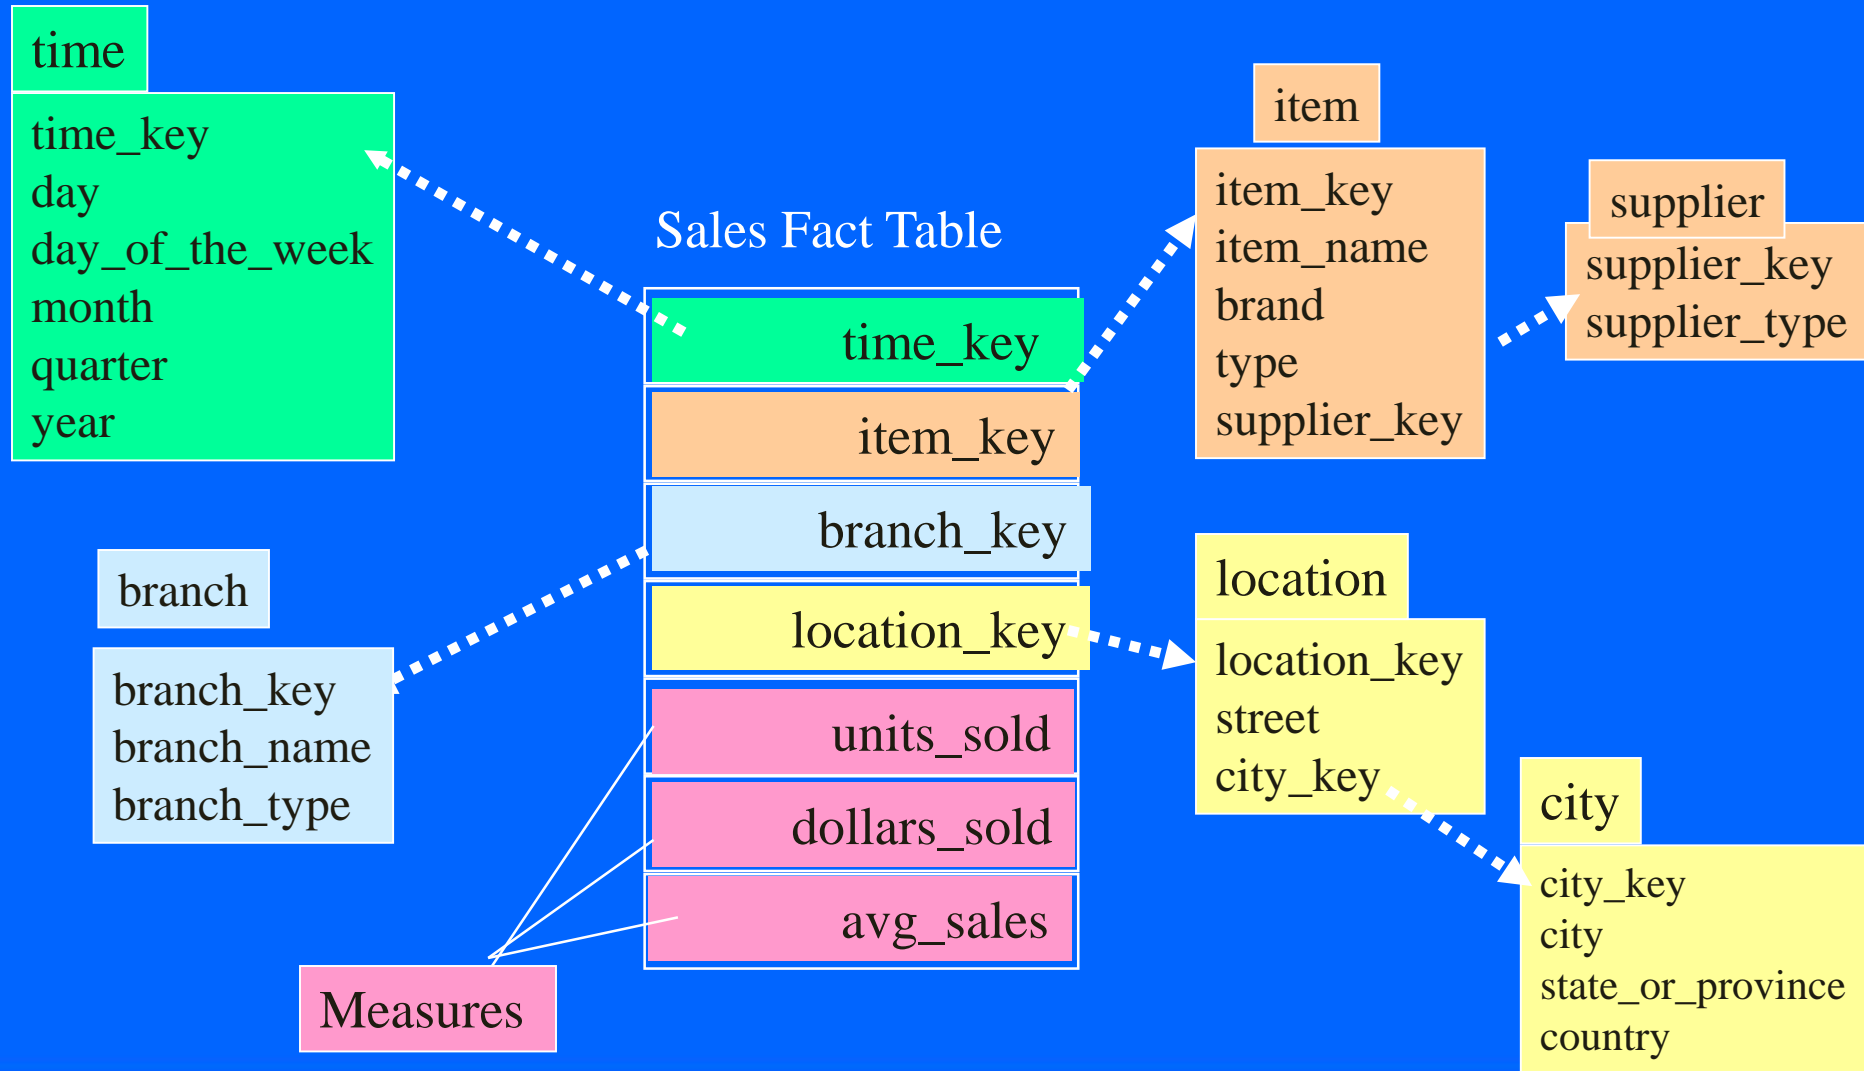 time
time_key
day
day_of_the_week
month
quarter
year
Sales Fact Table
time_key
item_key
branch_key
location_key
units_sold
dollars_sold
avg_sales
Measures
branch
branch_key
branch_name
branch_type
item
item_key
item_name
brand
type
supplier_key
supplier
supplier_key
supplier_type
location
location_key
street
city_key
city
city_key
city
state_or_province
country